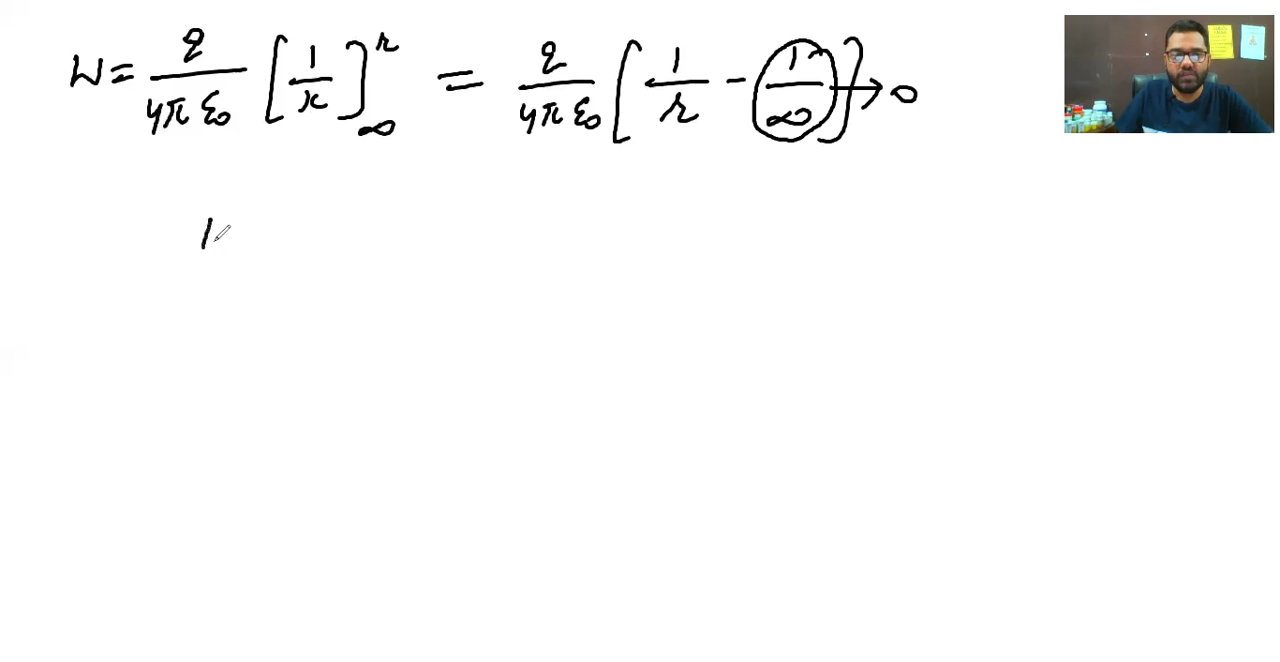 W = q/4πε₀ [1/x]^r_∞ = q/4πε₀ [1/r - 1/∞] → 0